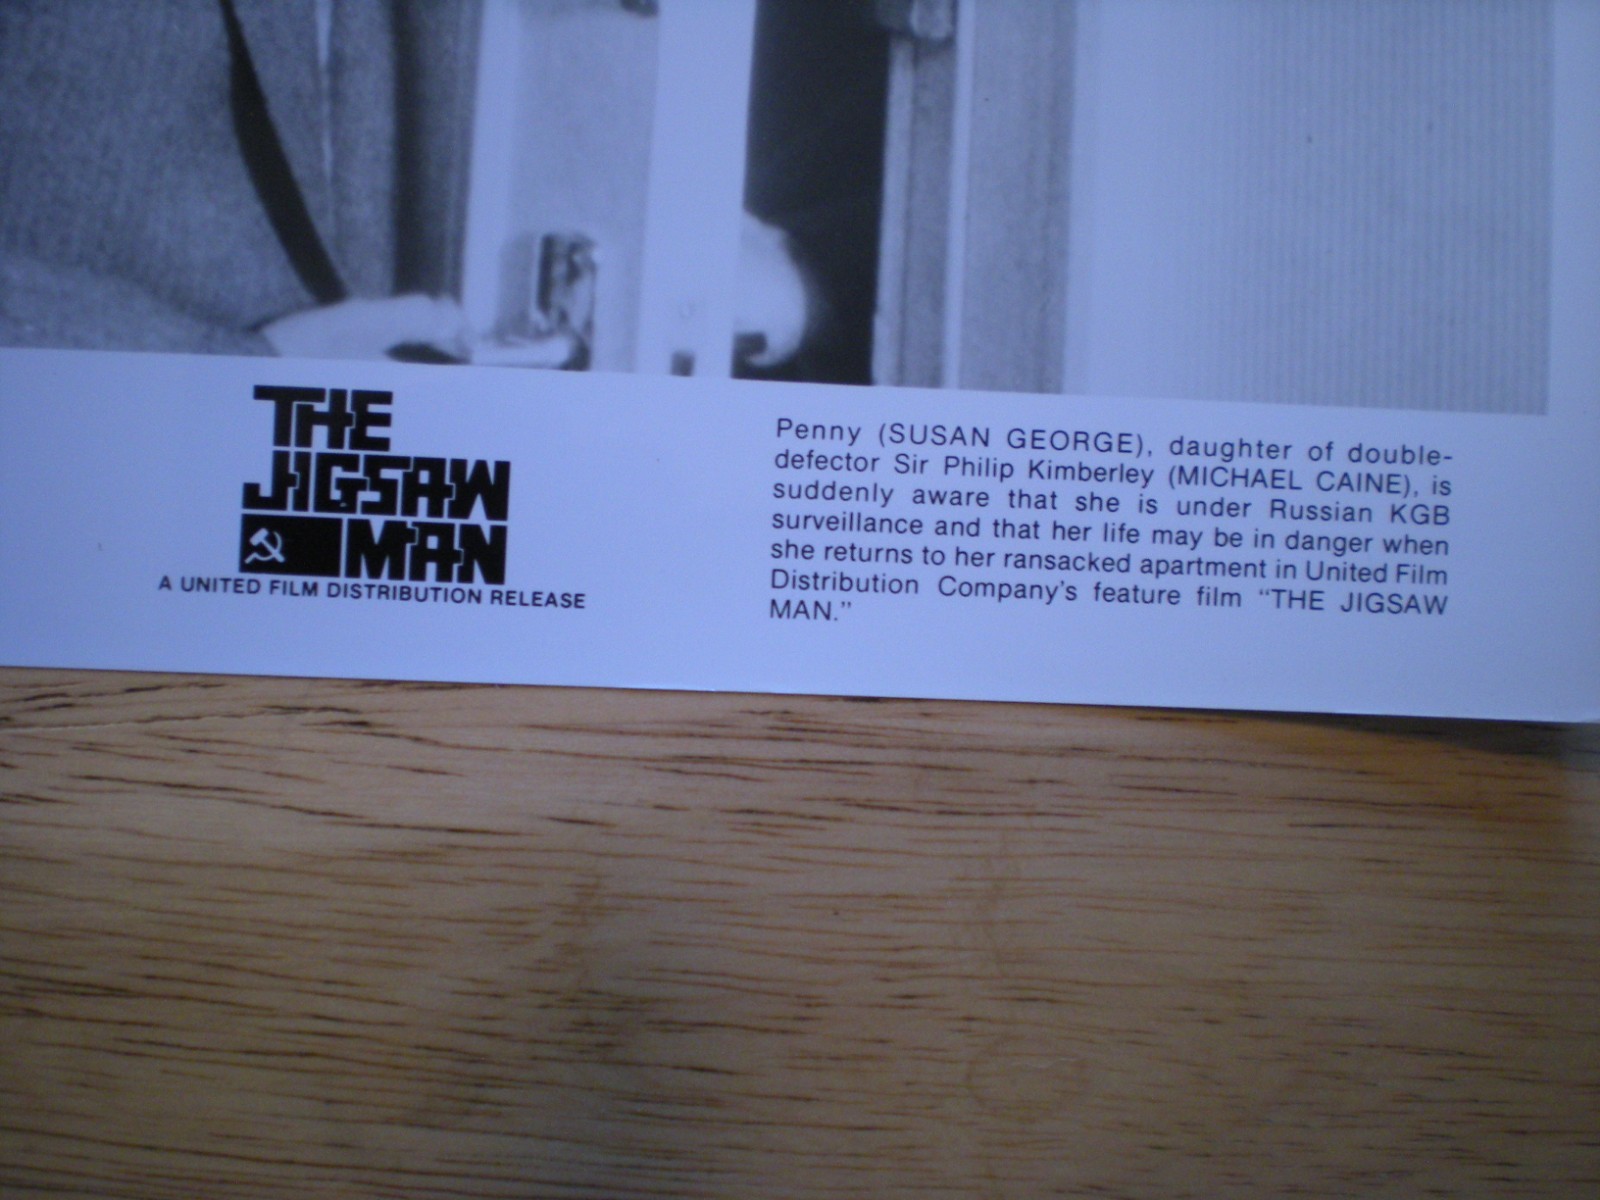 THE
JIGSAW
MAN
A UNITED FILM DISTRIBUTION RELEASE
Penny (SUSAN GEORGE), daughter of double-
defector Sir Philip Kimberley (MICHAEL CAINE), is
suddenly aware that she is under Russian KGB
surveillance and that her life may be in danger when
she returns to her ransacked apartment in United Film
Distribution Company's feature film “THE JIGSAW
MAN.”